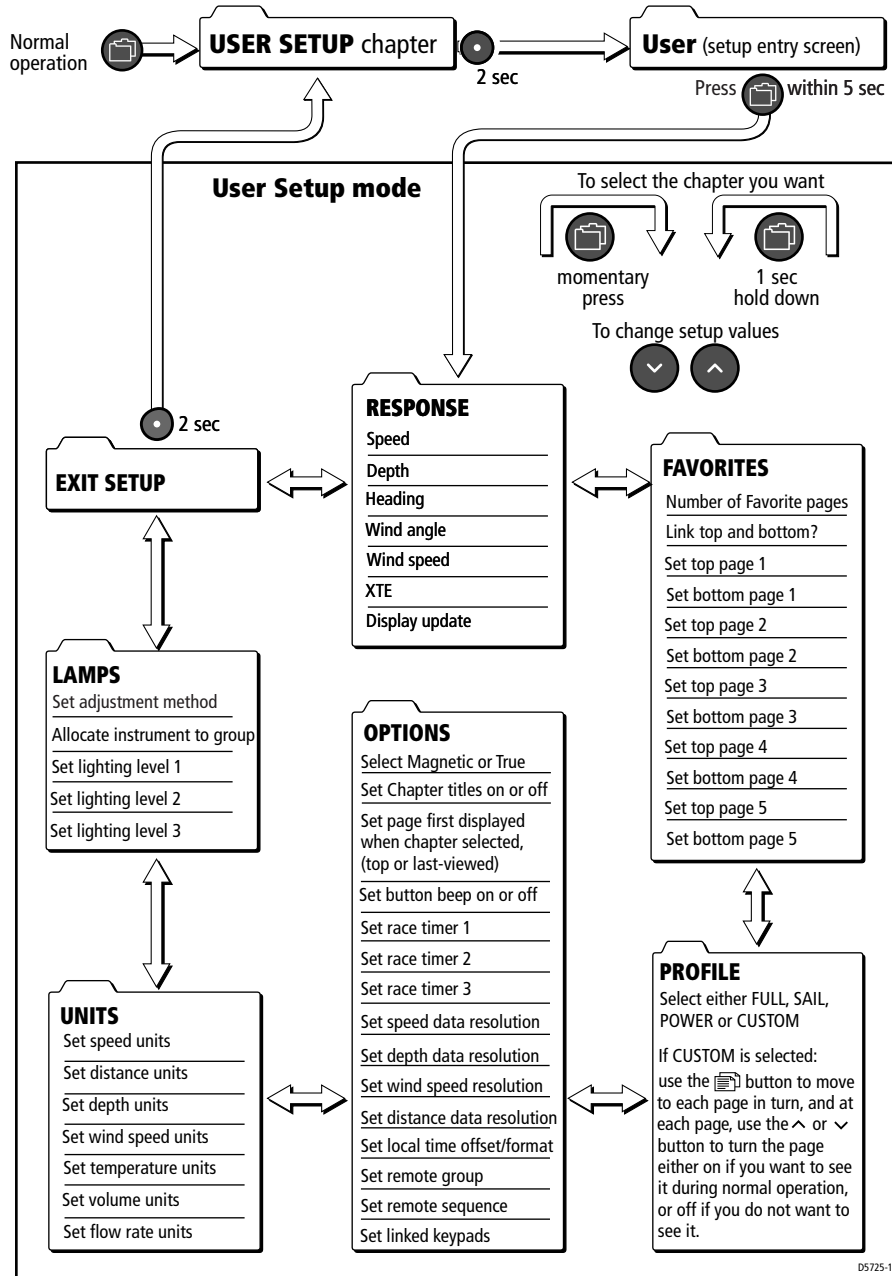 Normal
operation
USER SETUP chapter
2 sec
User (setup entry screen)
Press within 5 sec
User Setup mode
To select the chapter you want
momentary
press
1 sec
hold down
To change setup values
2 sec
EXIT SETUP
RESPONSE
Speed
Depth
Heading
Wind angle
Wind speed
XTE
Display update
FAVORITES
Number of Favorite pages
Link top and bottom?
Set top page 1
Set bottom page 1
Set top page 2
Set bottom page 2
Set top page 3
Set bottom page 3
Set top page 4
Set bottom page 4
Set top page 5
Set bottom page 5
LAMPS
Set adjustment method
Allocate instrument to group
Set lighting level 1
Set lighting level 2
Set lighting level 3
OPTIONS
Select Magnetic or True
Set Chapter titles on or off
Set page first displayed
when chapter selected,
(top or last-viewed)
Set button beep on or off
Set race timer 1
Set race timer 2
Set race timer 3
Set speed data resolution
Set depth data resolution
Set wind speed resolution
Set distance data resolution
Set local time offset/format
Set remote group
Set remote sequence
Set linked keypads
UNITS
Set speed units
Set distance units
Set depth units
Set wind speed units
Set temperature units
Set volume units
Set flow rate units
PROFILE
Select either FULL, SAIL,
POWER or CUSTOM
If CUSTOM is selected:
use the button to move
to each page in turn, and at
each page, use the or
button to turn the page
either on if you want to see
it during normal operation,
or off if you do not want to
see it.
D5725-1